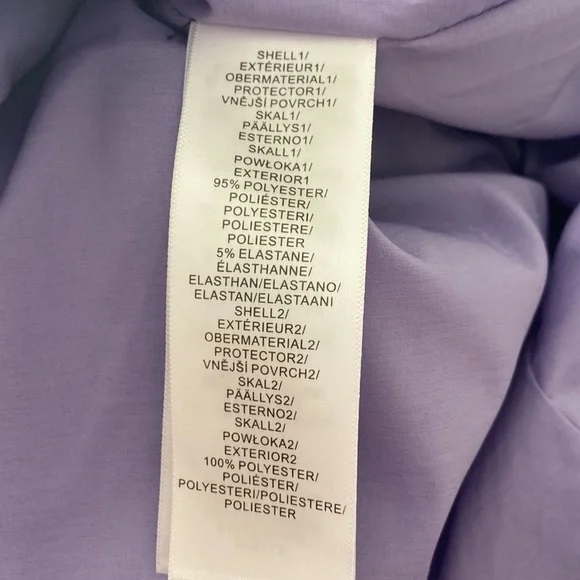 SHELL1/
EXTÉRIEUR1/
OBERMATERIAL1/
PROTECTOR1/
VNĚJŠÍ POVRCH1/
SKAL1/
PÄÄLLYS1/
ESTERNO1/
SKALL1/
POWŁOKA1/
EXTERIOR1
95% POLYESTER/
POLIÉSTER/
POLYESTERI/
POLIESTERE/
POLIESTER
5% ELASTANE/
ÉLASTHANNE/
ELASTHAN/ELASTANO/
ELASTAN/ELASTAANI
SHELL2/
EXTÉRIEUR2/
OBERMATERIAL2/
PROTECTOR2/
VNĚJŠÍ POVRCH2/
SKAL2/
PÄÄLLYS2/
ESTERNO2/
SKALL2/
POWŁOKA2/
EXTERIOR2
100% POLYESTER/
POLIÉSTER/
POLYESTERI/POLIESTERE/
POLIESTER